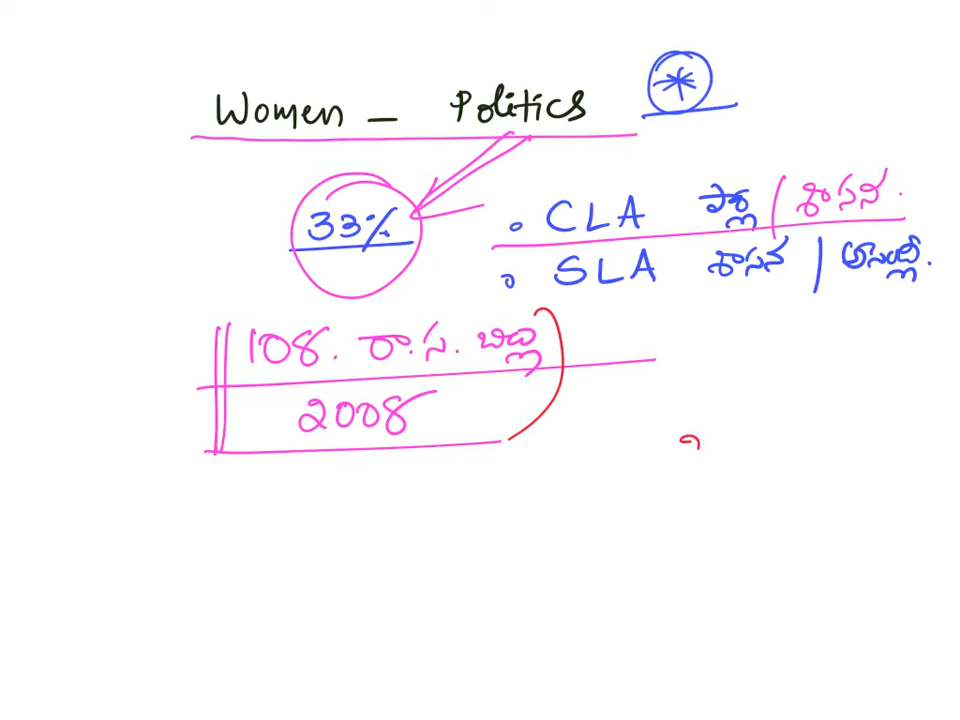 Women - Politics *
33% • CLA పార్ల / శాసన.
• SLA శాసన / అసెంబ్లీ.
108. రా.స. బిల్ల
2008